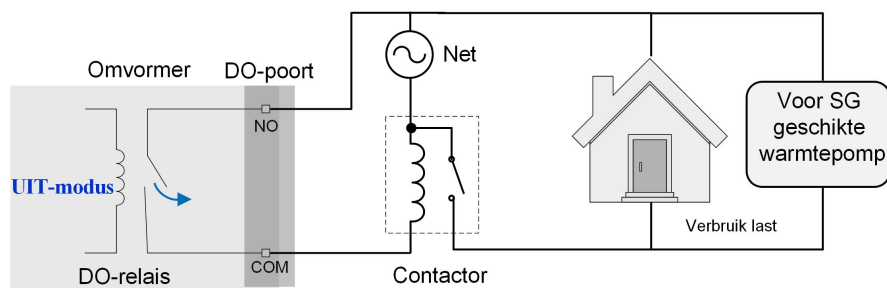 Omvormer
DO-poort
Net
NO
UIT-modus
Voor SG
geschikte
warmtepomp
Verbruik last
COM
DO-relais
Contactor